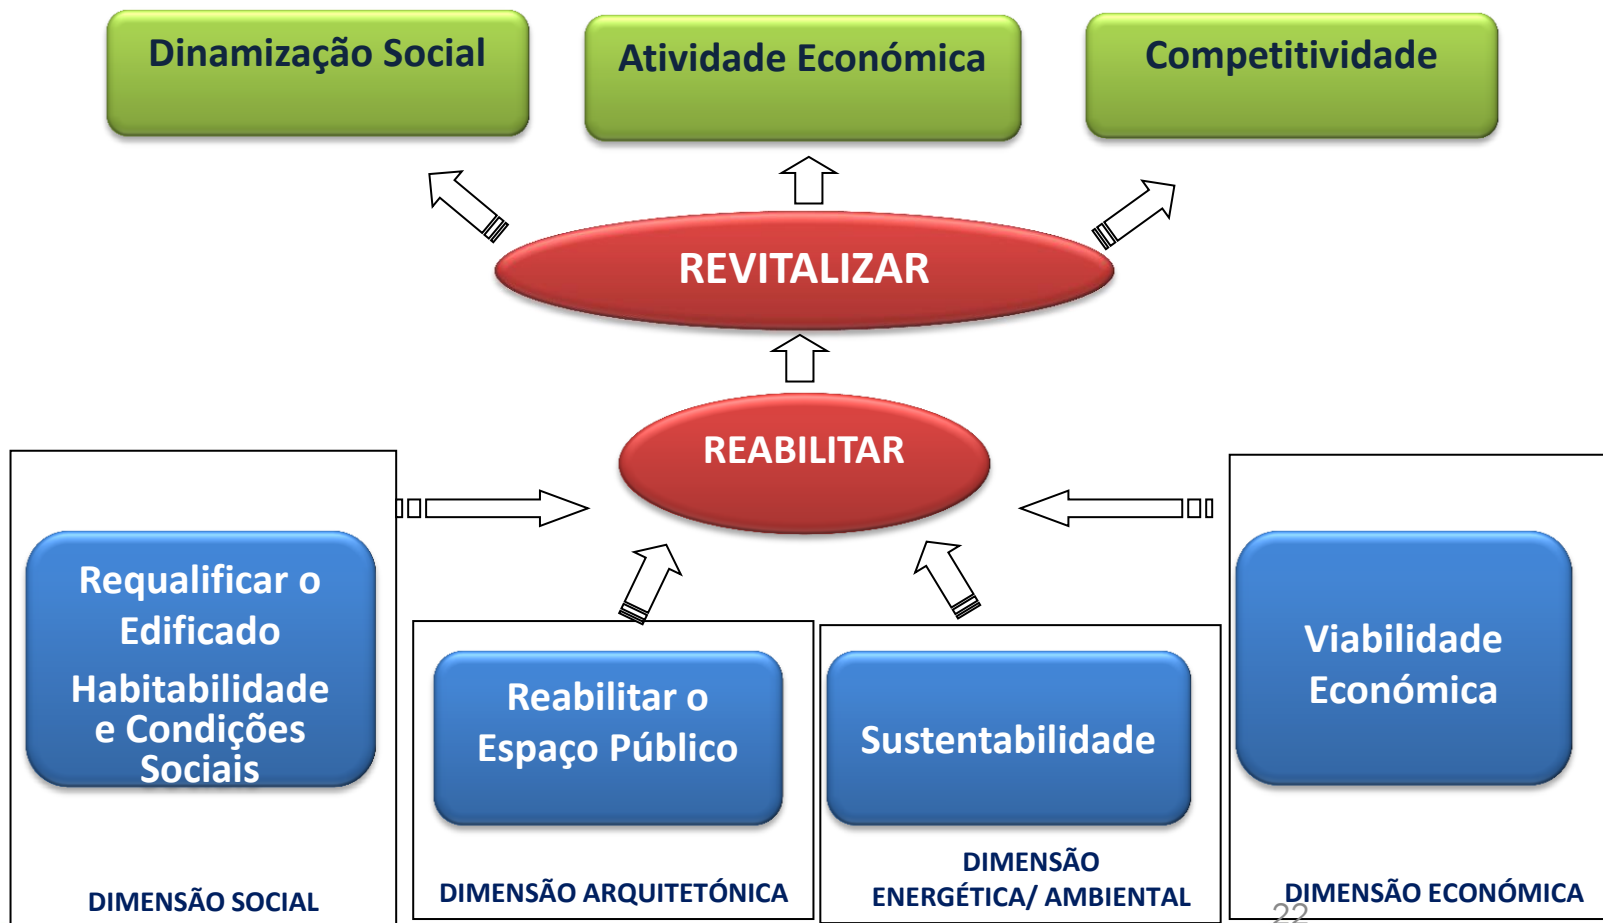 Dinamização Social
Atividade Económica
Competitividade
REVITALIZAR
REABILITAR
Requalificar o
Edificado
Habitabilidade
e Condições
Sociais
DIMENSÃO SOCIAL
Reabilitar o
Espaço Público
DIMENSÃO ARQUITETÓNICA
Sustentabilidade
DIMENSÃO
ENERGÉTICA/ AMBIENTAL
Viabilidade
Económica
DIMENSÃO ECONÓMICA
22